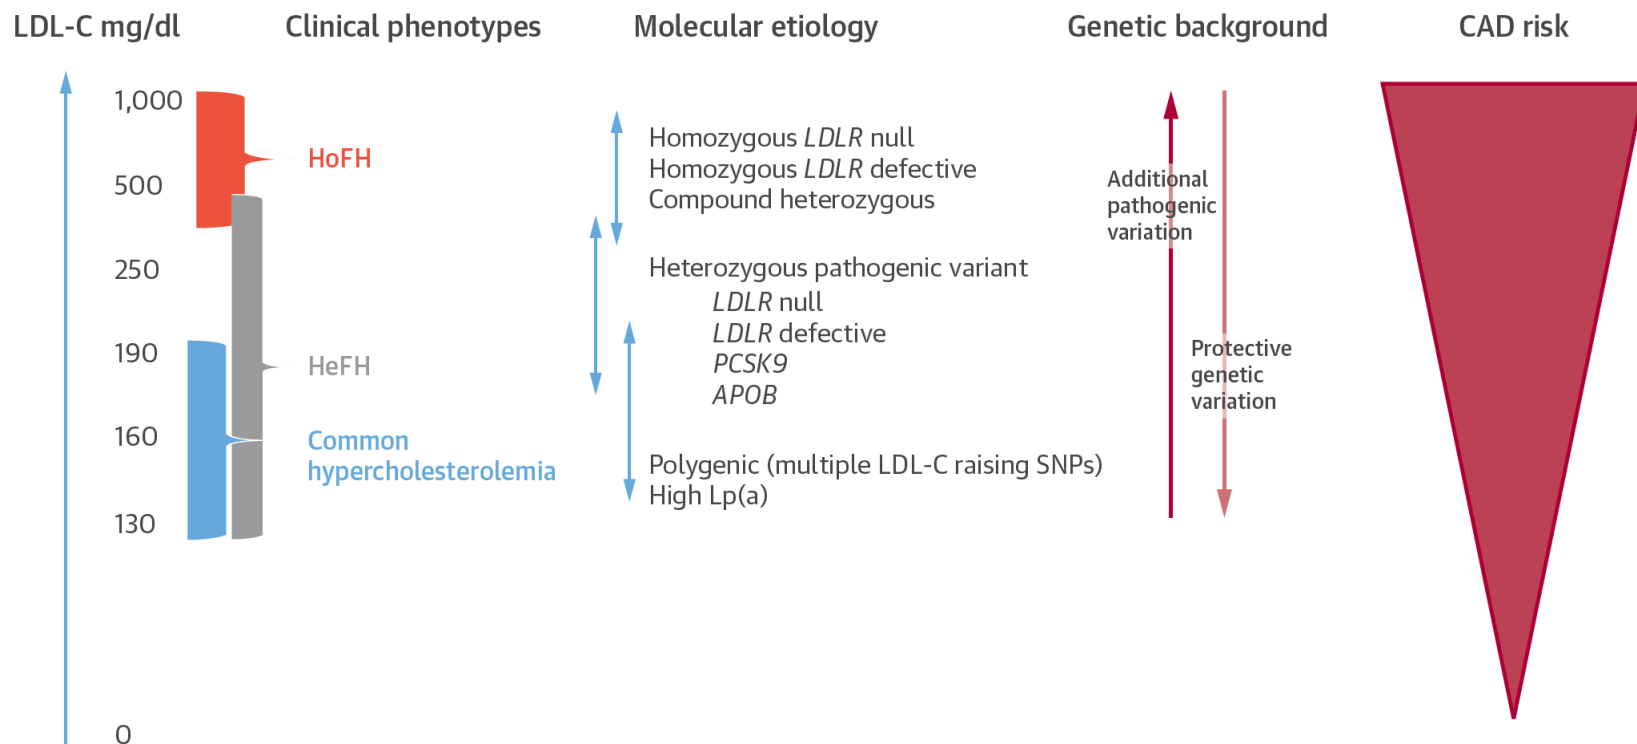 LDL-C mg/dl
Clinical phenotypes
Molecular etiology
Genetic background
CAD risk
1,000
500
250
190
160
130
0
HoFH
HeFH
Common
hypercholesterolemia
Homozygous LDLR null
Homozygous LDLR defective
Compound heterozygous
Heterozygous pathogenic variant
LDLR null
LDLR defective
PCSK9
APOB
Polygenic (multiple LDL-C raising SNPs)
High Lp(a)
Additional
pathogenic
variation
Protective
genetic
variation